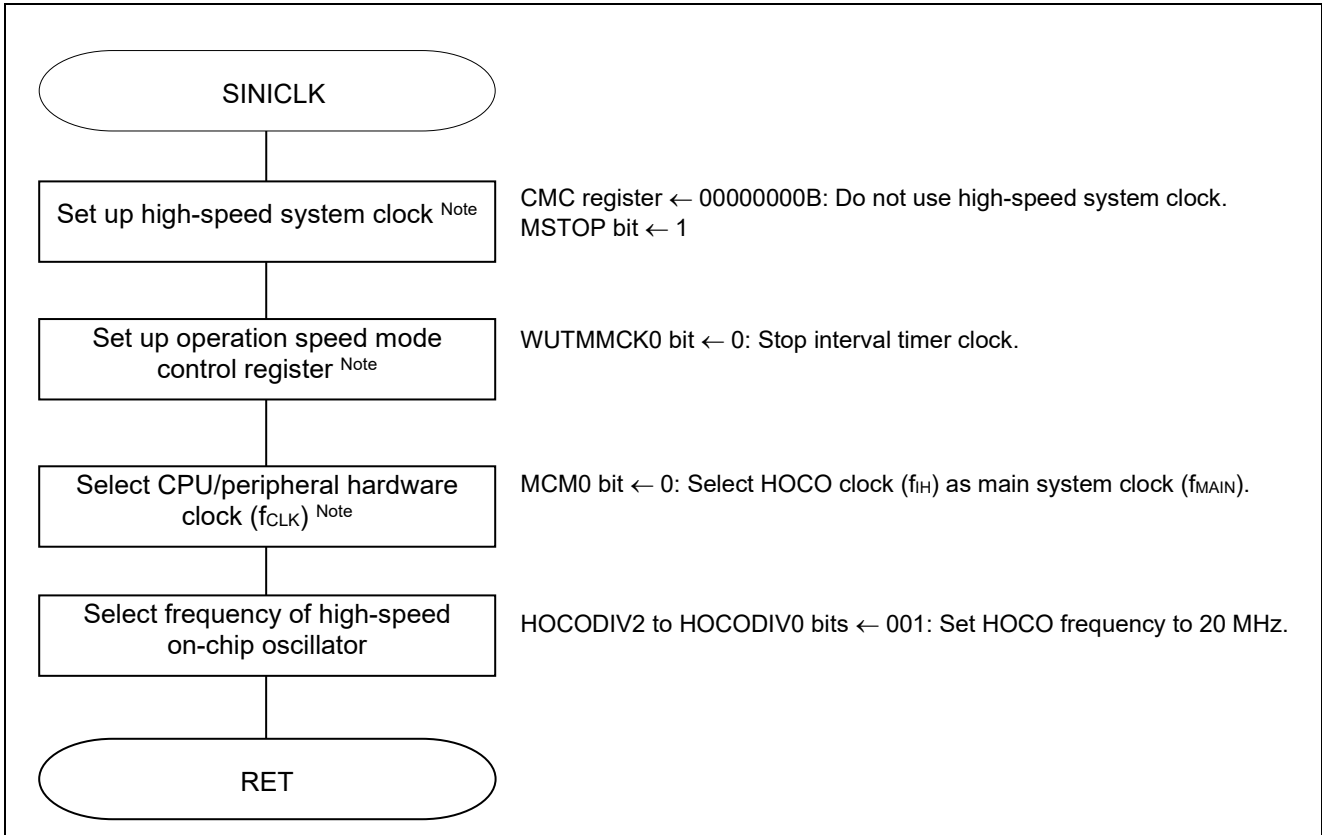 SINICLK
Set up high-speed system clock Note
CMC register ← 00000000B: Do not use high-speed system clock.
MSTOP bit ← 1
Set up operation speed mode
control register Note
WUTMMCK0 bit ← 0: Stop interval timer clock.
Select CPU/peripheral hardware
clock (fCLK) Note
MCM0 bit ← 0: Select HOCO clock (fIH) as main system clock (fMAIN).
Select frequency of high-speed
on-chip oscillator
HOCODIV2 to HOCODIV0 bits ← 001: Set HOCO frequency to 20 MHz.
RET